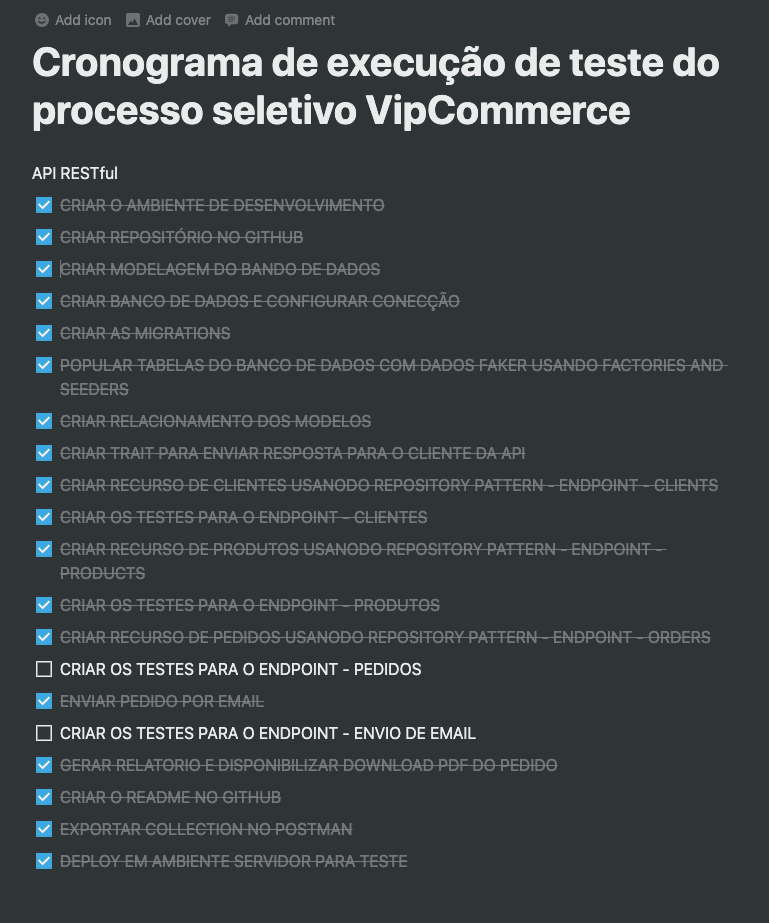 Add icon Add cover Add comment
Cronograma de execução de teste do
processo seletivo VipCommerce
API RESTful
CRIAR O AMBIENTE DE DESENVOLVIMENTO
CRIAR REPOSITÓRIO NO GITHUB
CRIAR MODELAGEM DO BANDO DE DADOS
CRIAR BANCO DE DADOS E CONFIGURAR CONECÇÃO
CRIAR AS MIGRATIONS
POPULAR TABELAS DO BANCO DE DADOS COM DADOS FAKER USANDO FACTORIES AND
SEEDERS
CRIAR RELACIONAMENTO DOS MODELOS
CRIAR TRAIT PARA ENVIAR RESPOSTA PARA O CLIENTE DA API
CRIAR RECURSO DE CLIENTES USANODO REPOSITORY PATTERN - ENDPOINT - CLIENTS
CRIAR OS TESTES PARA O ENDPOINT - CLIENTES
CRIAR RECURSO DE PRODUTOS USANODO REPOSITORY PATTERN - ENDPOINT -
PRODUCTS
CRIAR OS TESTES PARA O ENDPOINT - PRODUTOS
CRIAR RECURSO DE PEDIDOS USANODO REPOSITORY PATTERN - ENDPOINT - ORDERS
CRIAR OS TESTES PARA O ENDPOINT - PEDIDOS
ENVIAR PEDIDO POR EMAIL
CRIAR OS TESTES PARA O ENDPOINT - ENVIO DE EMAIL
GERAR RELATORIO E DISPONIBILIZAR DOWNLOAD PDF DO PEDIDO
CRIAR O README NO GITHUB
EXPORTAR COLLECTION NO POSTMAN
DEPLOY EM AMBIENTE SERVIDOR PARA TESTE